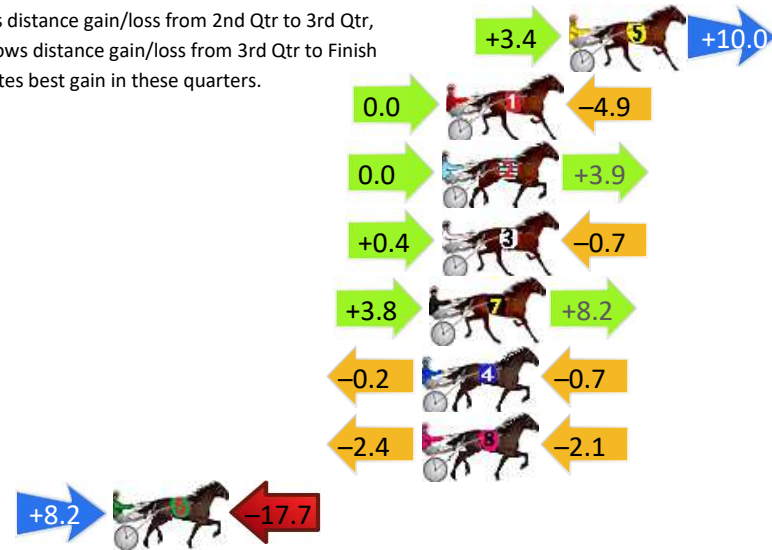 s distance gain/loss from 2nd Qtr to 3rd Qtr,
ows distance gain/loss from 3rd Qtr to Finish
tes best gain in these quarters.
+3.4 5 +10.0
0.0 1 –4.9
0.0 2 +3.9
+0.4 3 –0.7
+3.8 7 +8.2
–0.2 4 –0.7
–2.4 8 –2.1
+8.2 6 –17.7